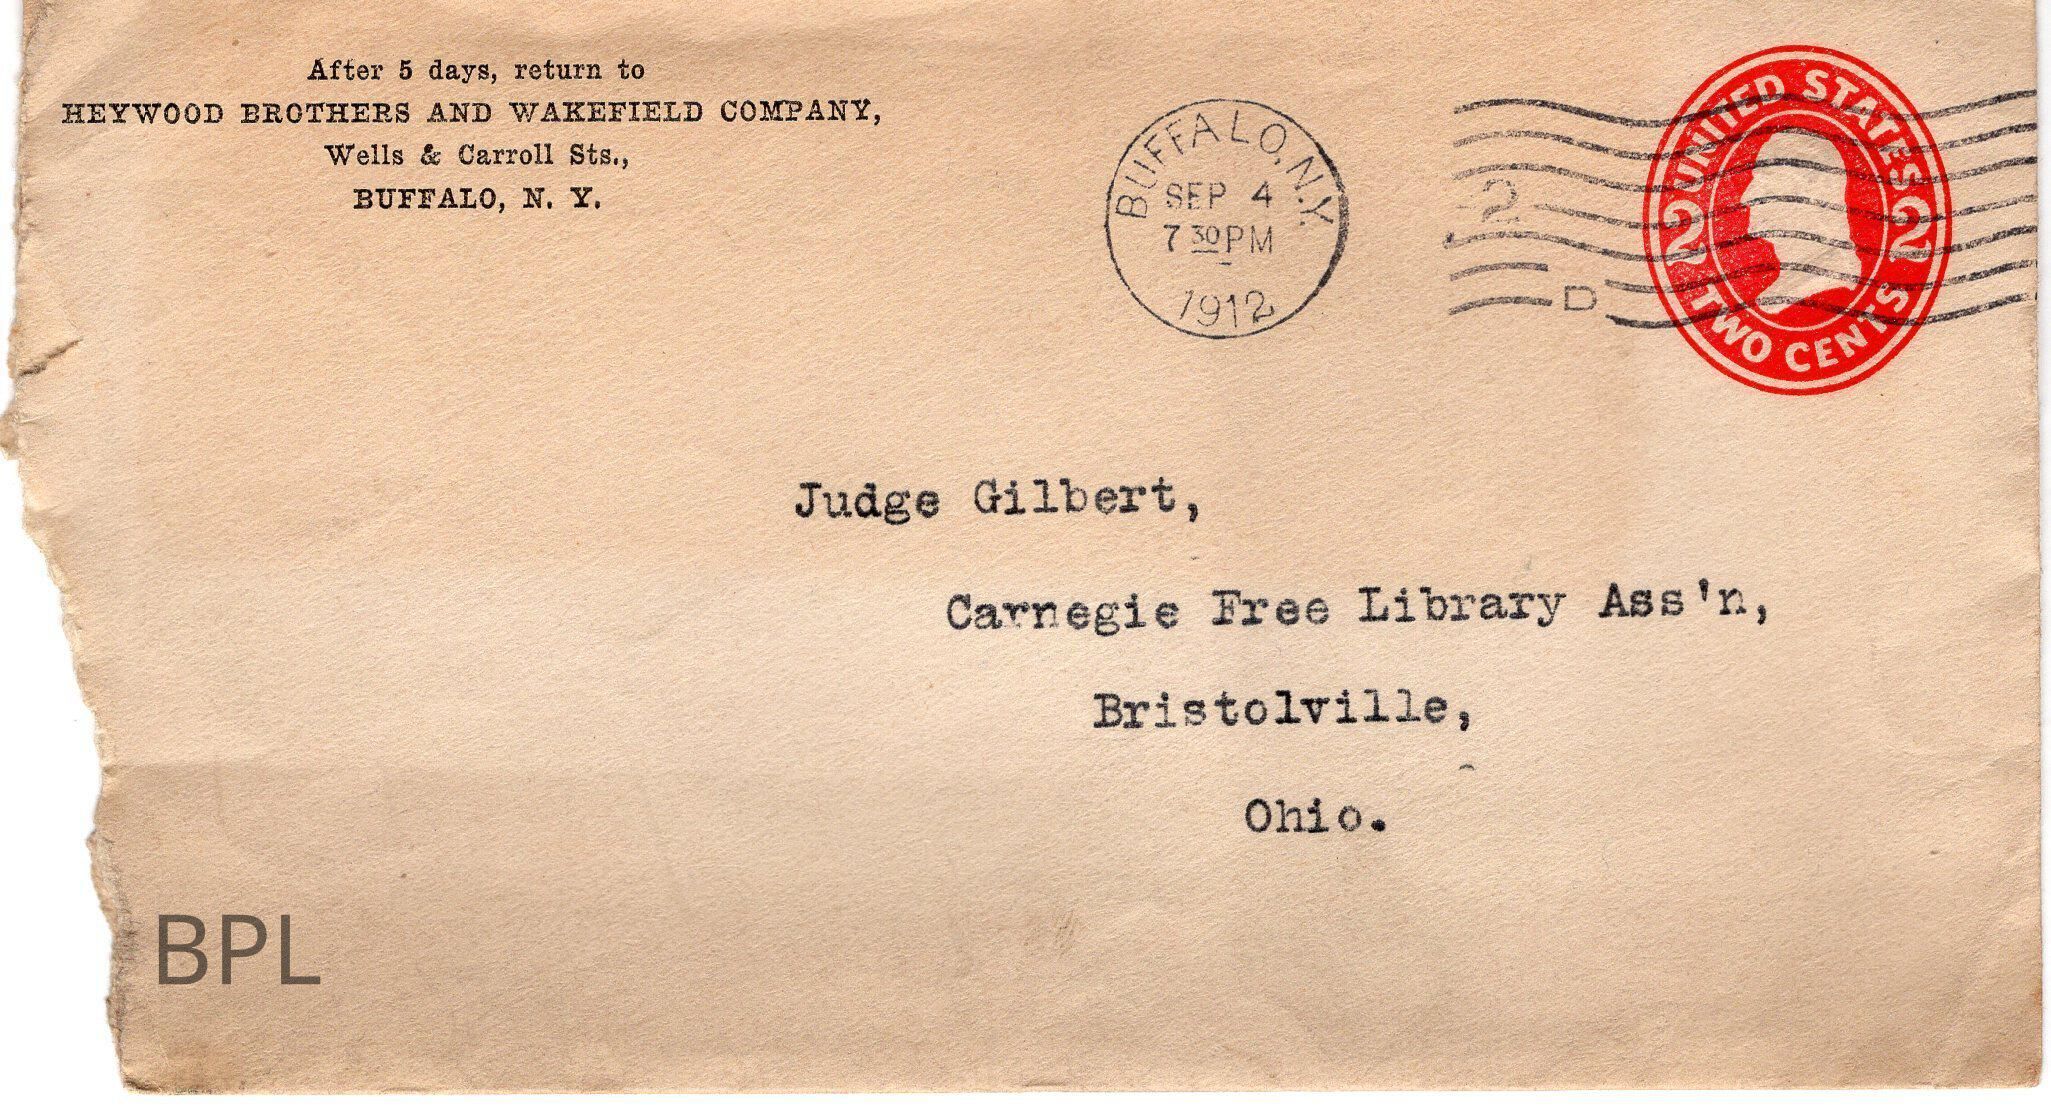 After 5 days, return to
HEYWOOD BROTHERS AND WAKEFIELD COMPANY,
Wells & Carroll Sts.,
BUFFALO, N. Y.
BUFFALO, N.Y.
SEP 4
7 30 PM
1912
2
D
UNITED STATES
2 2
TWO CENTS
Judge Gilbert,
Carnegie Free Library Ass'n,
Bristolville,
Ohio.
BPL